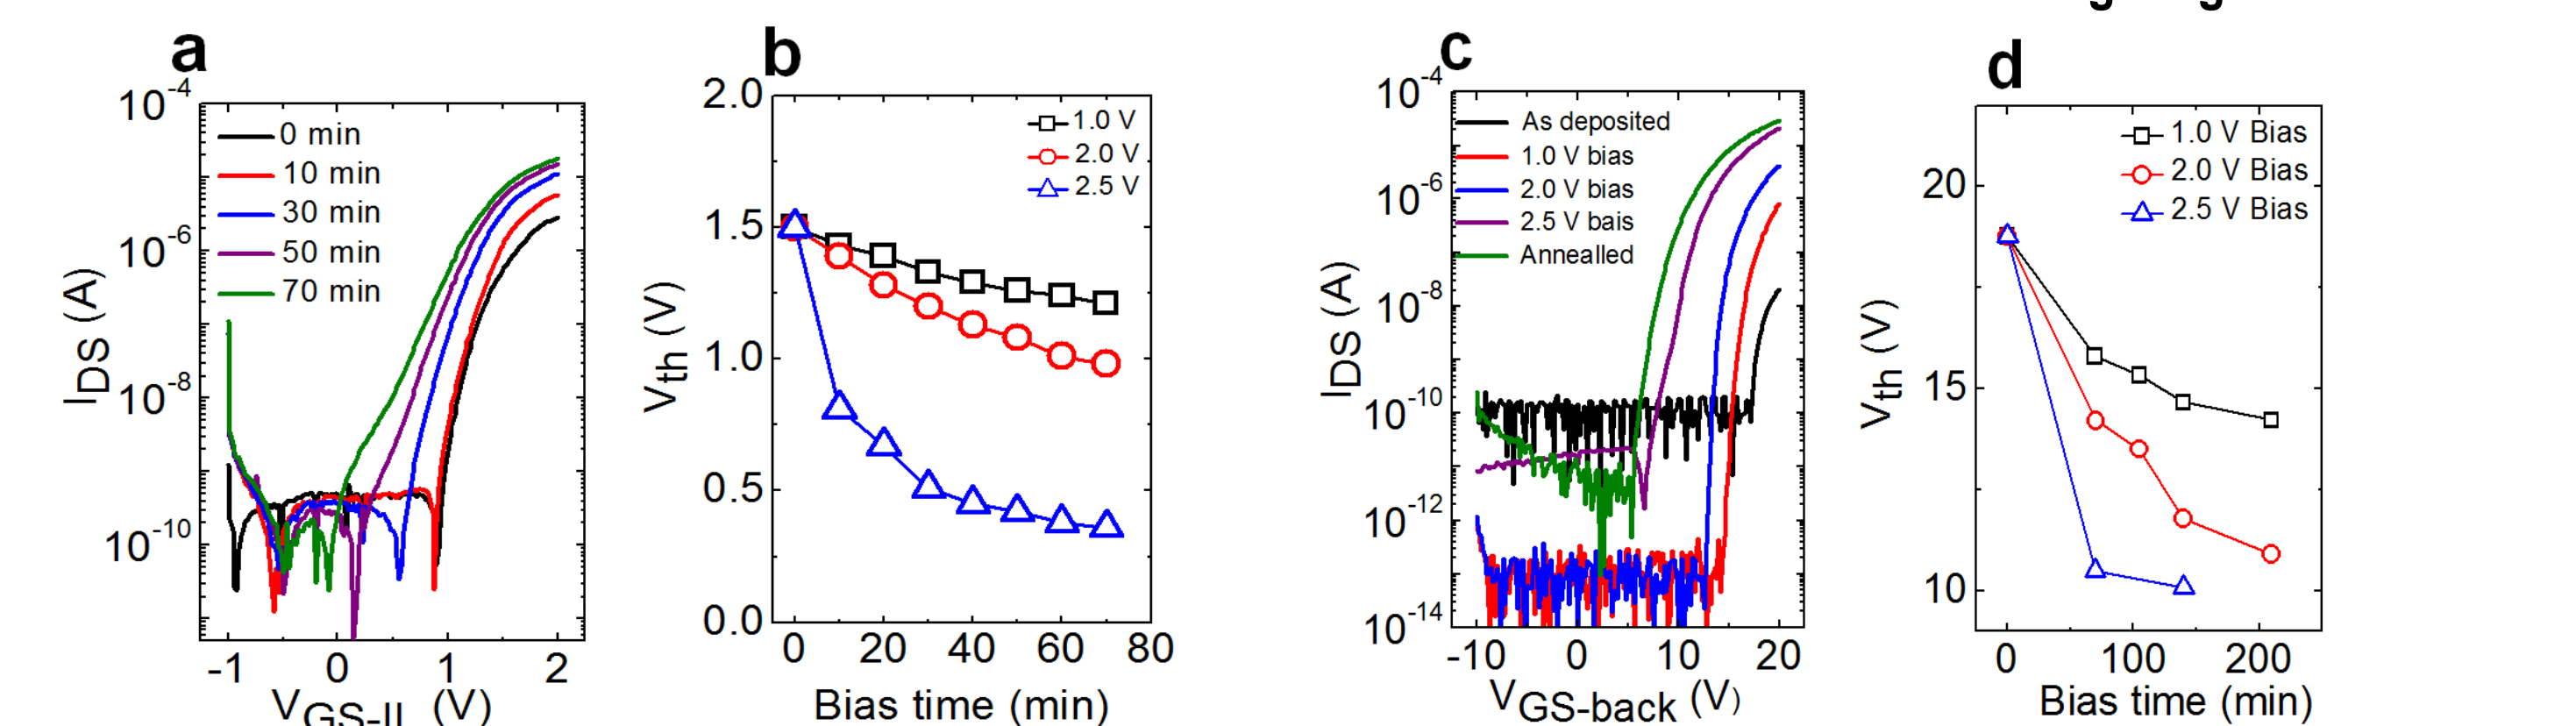 a
10-4
10-6
10-8
10-10
IDS (A)
0 min
10 min
30 min
50 min
70 min
-1 0 1 2
VGS-II (V)
b
2.0
1.5
1.0
0.5
0.0
Vth (V)
1.0 V
2.0 V
2.5 V
0 20 40 60 80
Bias time (min)
c
10-4
10-6
10-8
10-10
10-12
10-14
IDS (A)
As deposited
1.0 V bias
2.0 V bias
2.5 V bais
Annealled
-10 0 10 20
VGS-back (V)
d
20
15
10
Vth (V)
1.0 V Bias
2.0 V Bias
2.5 V Bias
0 100 200
Bias time (min)